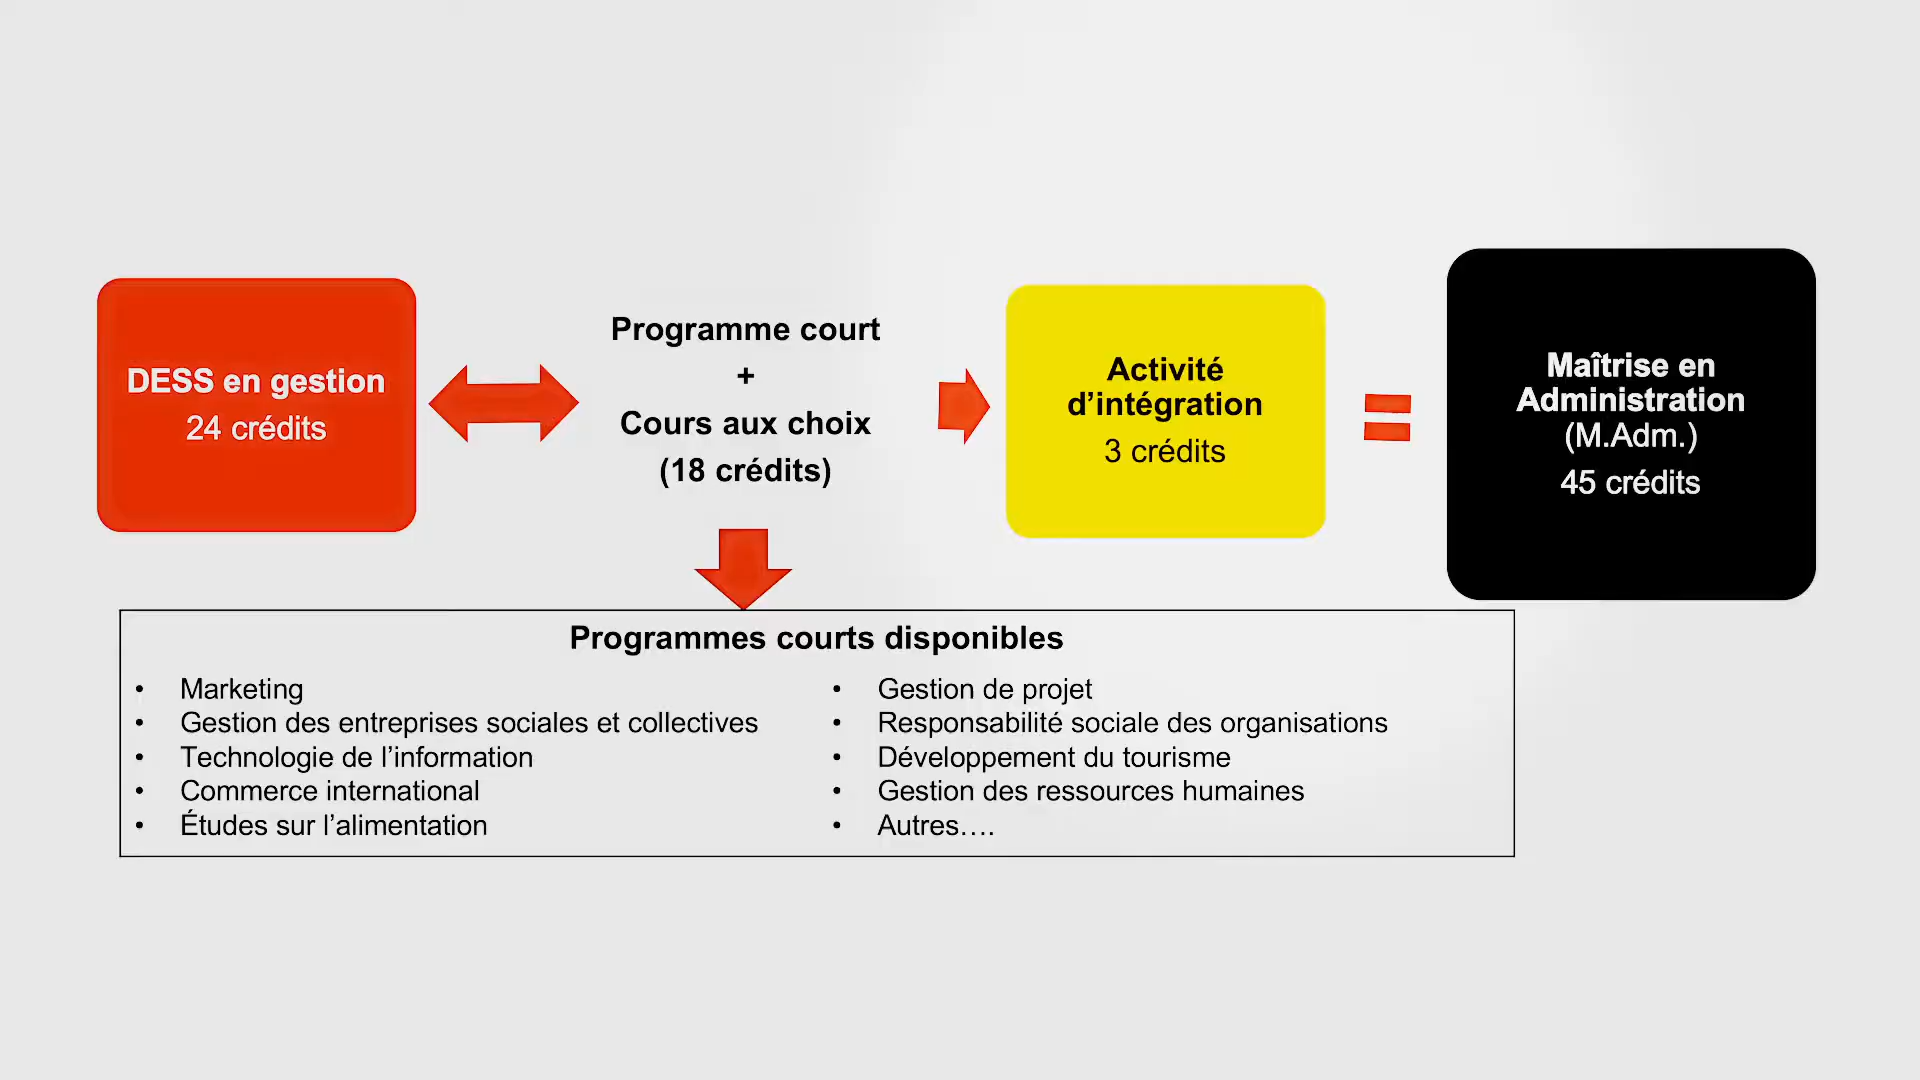 DESS en gestion
24 crédits
Programme court
+
Cours aux choix
(18 crédits)
Activité
d’intégration
3 crédits
=
Maîtrise en
Administration
(M.Adm.)
45 crédits
Programmes courts disponibles
• Marketing
• Gestion des entreprises sociales et collectives
• Technologie de l’information
• Commerce international
• Études sur l’alimentation
• Gestion de projet
• Responsabilité sociale des organisations
• Développement du tourisme
• Gestion des ressources humaines
• Autres….